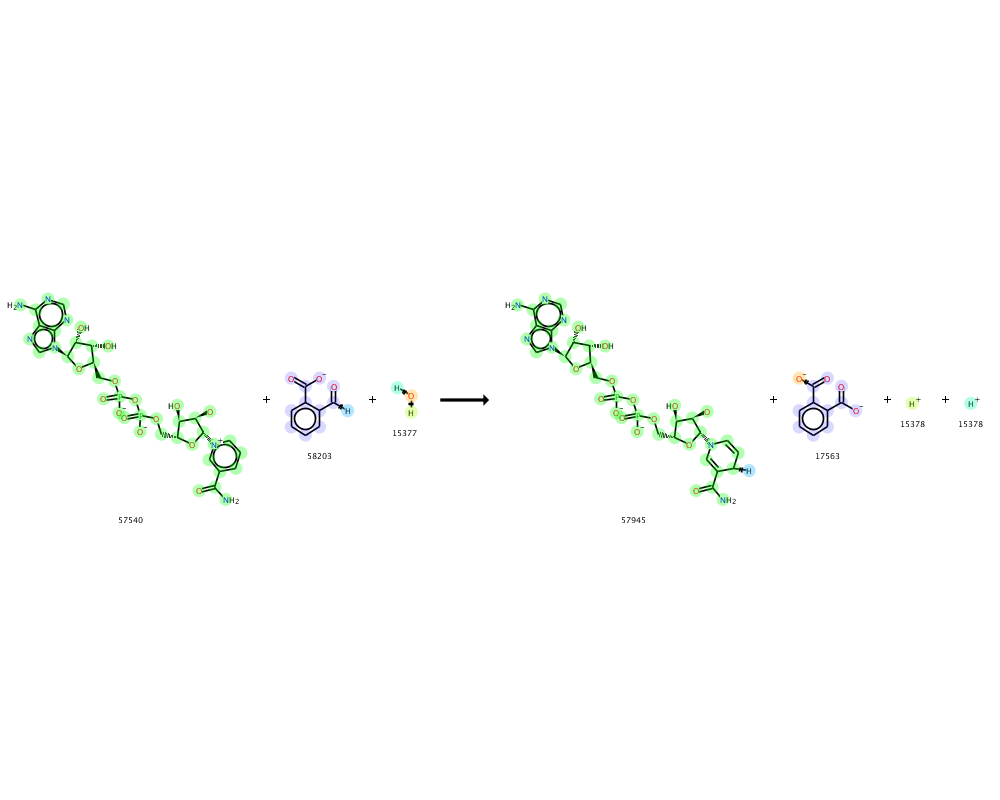 H₂N N N N N OH OH O O P O O⁻ O P O O⁻ O HO O O N⁺ O NH₂
57540
+
O O⁻ O H
58203
+
H O H
15377
H₂N N N N N OH OH O O P O O⁻ O P O O⁻ O HO O O N H O NH₂
57945
+
O⁻ O O O⁻
17563
+
H⁺
15378
+
H⁺
15378